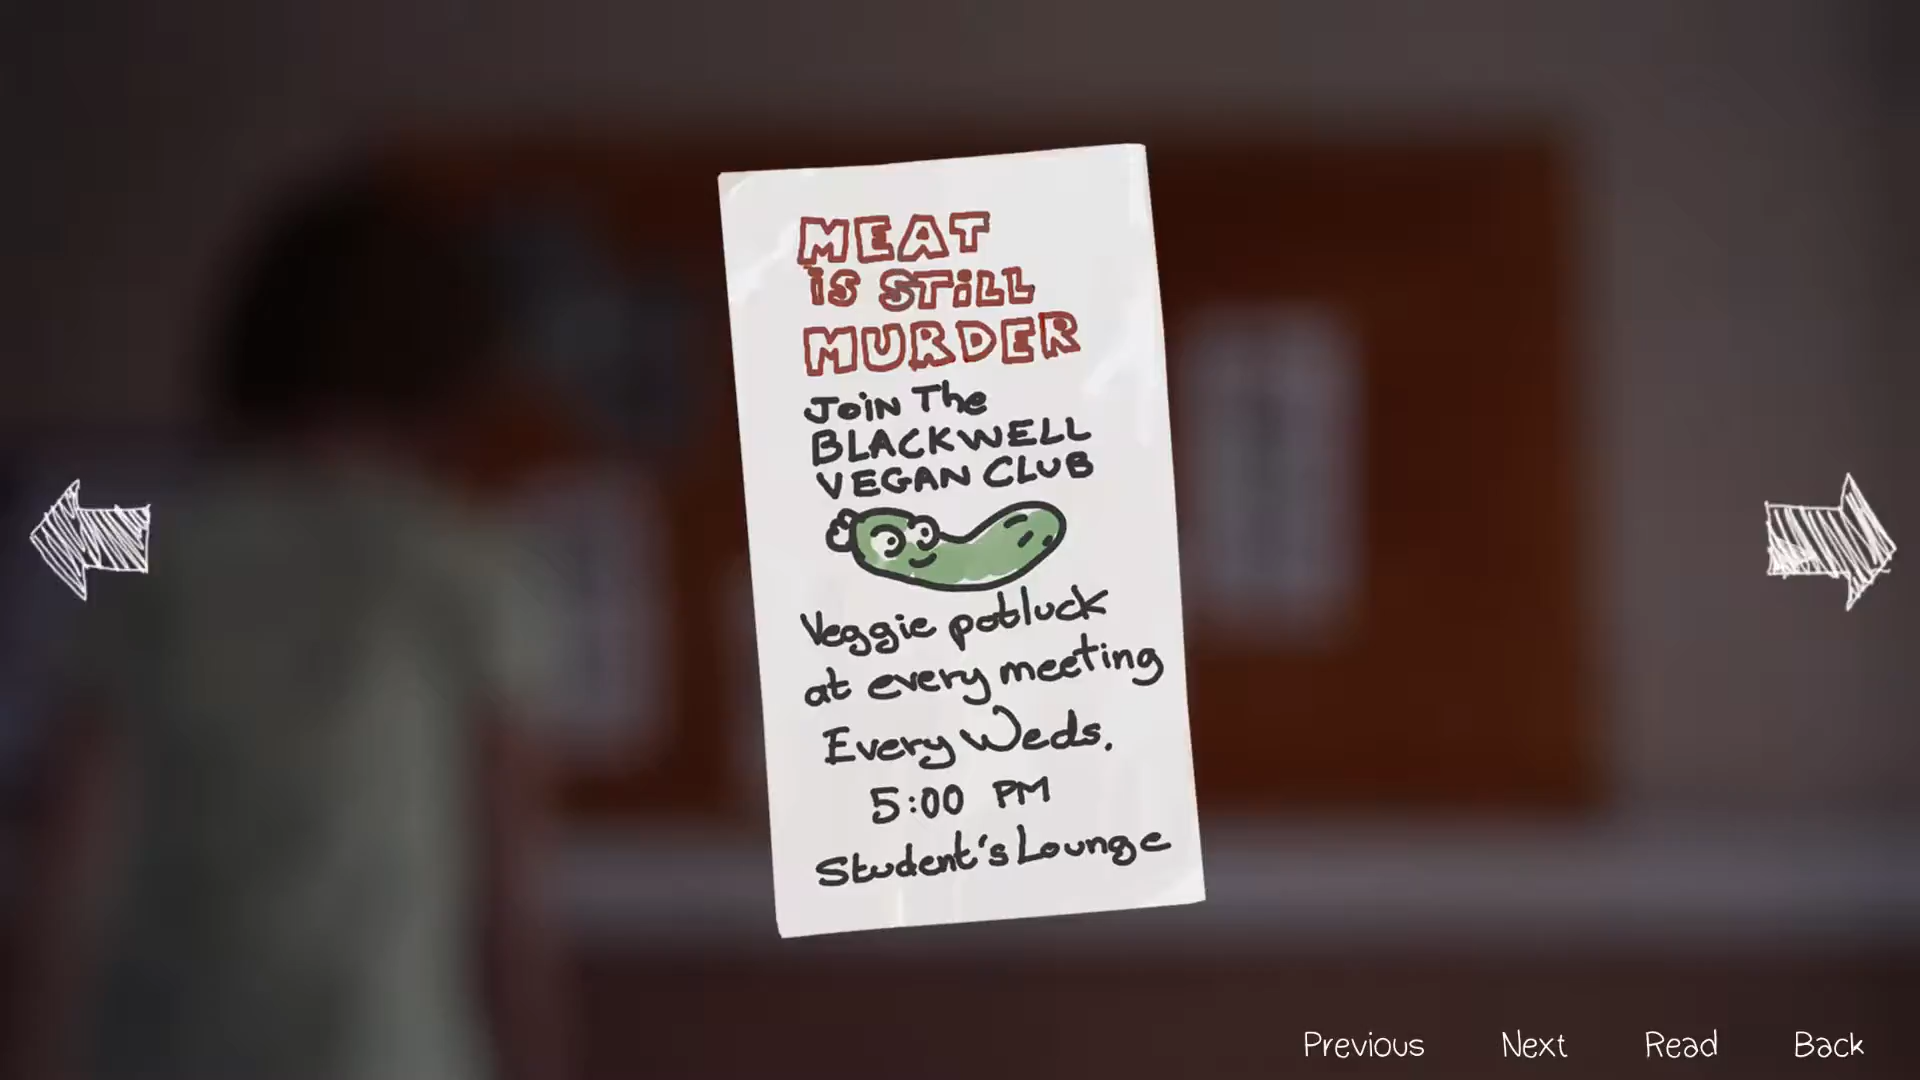 MEAT
iS STiLL
MURDER
Join The
BLACKWELL
VEGAN CLUB
Veggie potluck
at every meeting
Every Weds.
5:00 PM
Student's Lounge
Previous Next Read Back